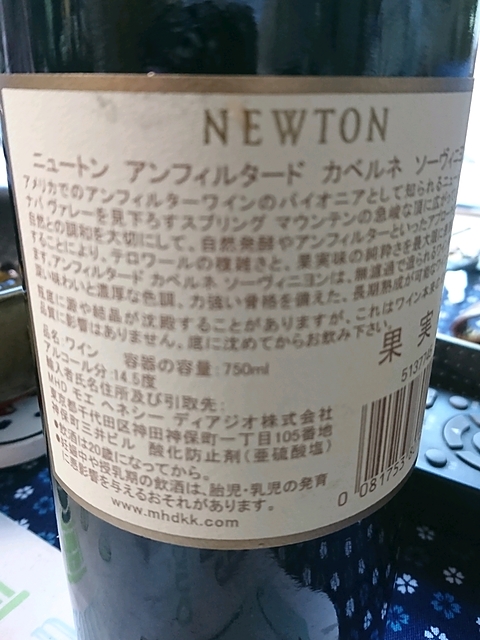 NEWTON
ニュートン アンフィルタード カベルネ ソーヴィニ
アメリカでのアンフィルターワインのパイオニアとして知られるニュー
ナパ ヴァレーを見下ろすスプリング マウンテンの急峻な頂に広が
自然との調和を大切にして、自然発酵やアンフィルターといったアプロー
することにより、テロワールの複雑さと、果実味の純粋さを最大限に
ます。アンフィルタード カベルネ ソーヴィニヨンは、無濾過で造られる
深い味わいと濃厚な色調、力強い骨格を備えた、長期熟成が可能な
瓶底に澱や結晶が沈殿することがありますが、これはワイン本来の
品質に影響はありません。底に沈めてからお飲み下さい。
果実
品名:ワイン 容器の容量:750ml
アルコール分:14.5度
輸入者氏名住所及び引取先:
MHD モエ ヘネシー ディアジオ株式会社
東京都千代田区神田神保町一丁目105番地
神保町三井ビル 酸化防止剤(亜硫酸塩)
●飲酒は20歳になってから。
妊娠中や授乳期の飲酒は、胎児・乳児の発育
に悪影響を与えるおそれがあります。
www.mhdkk.com
513714
0 081753